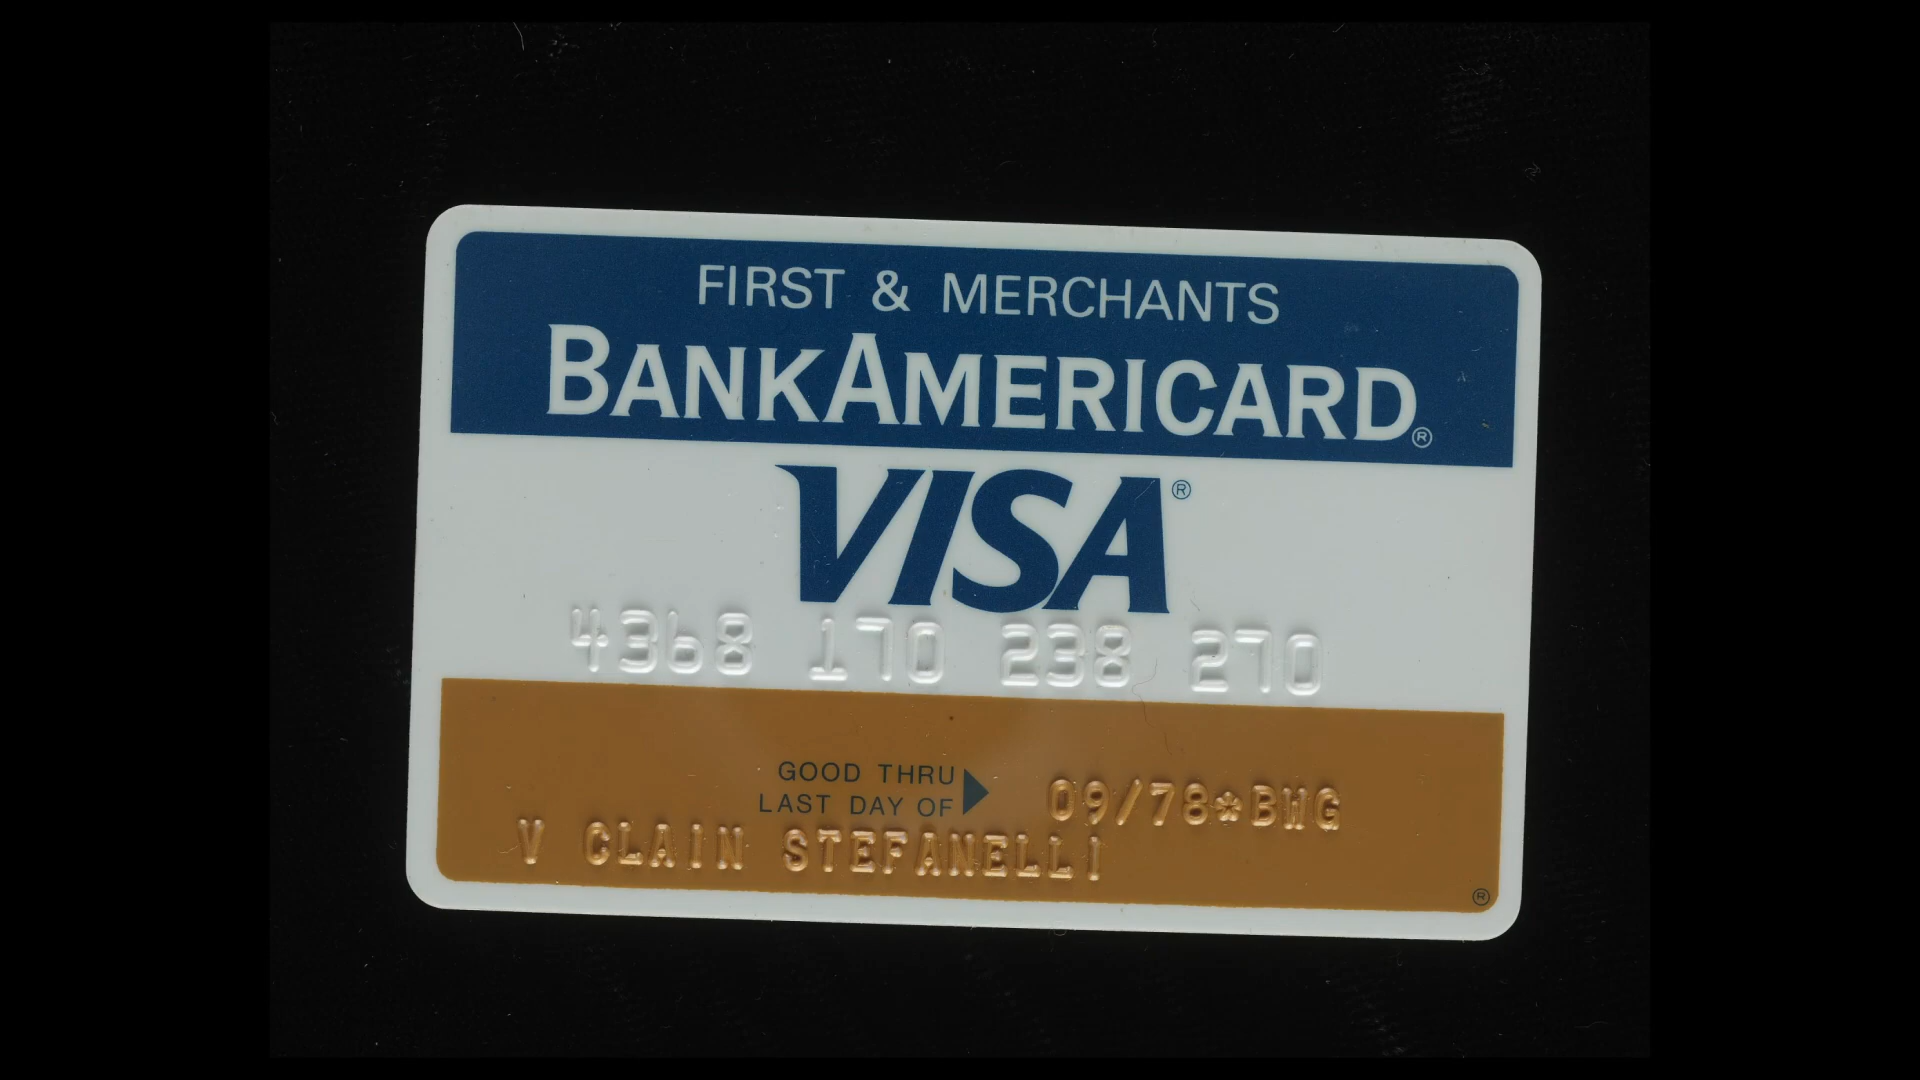 FIRST & MERCHANTS
BANKAMERICARD®
VISA®
4368 170 238 270
GOOD THRU
LAST DAY OF
09/78*BWG
V CLAIN STEFANELLI
®